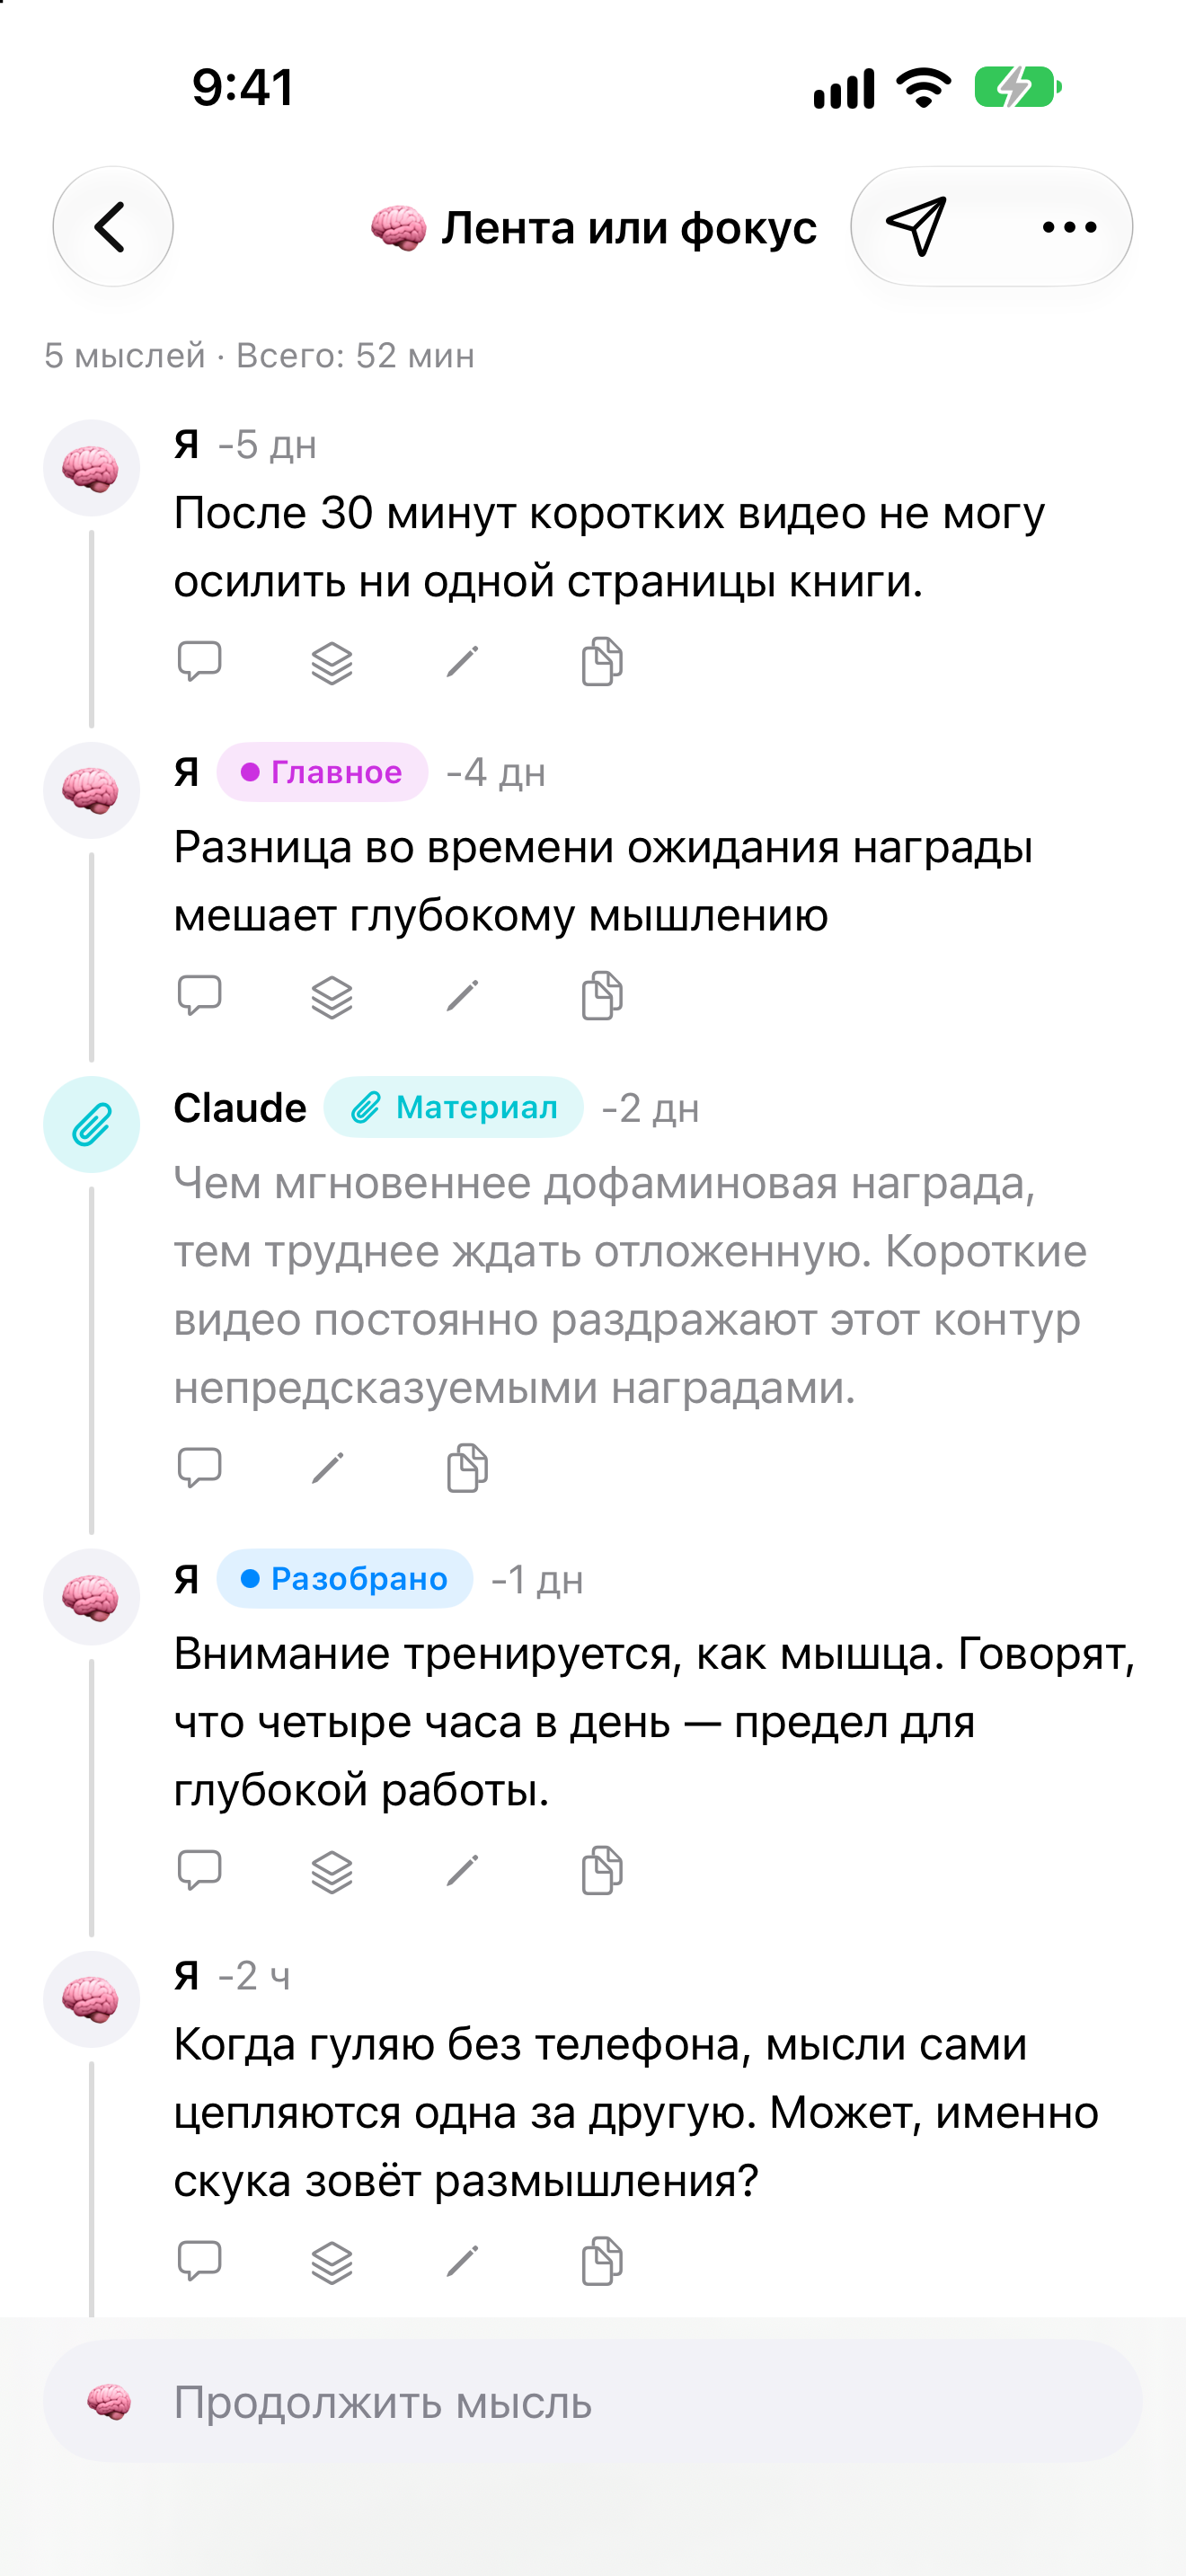 9:41
🧠 Лента или фокус
5 мыслей · Всего: 52 мин
Я -5 дн
После 30 минут коротких видео не могу
осилить ни одной страницы книги.
Я Главное -4 дн
Разница во времени ожидания награды
мешает глубокому мышлению
Claude Материал -2 дн
Чем мгновеннее дофаминовая награда,
тем труднее ждать отложенную. Короткие
видео постоянно раздражают этот контур
непредсказуемыми наградами.
Я Разобрано -1 дн
Внимание тренируется, как мышца. Говорят,
что четыре часа в день — предел для
глубокой работы.
Я -2 ч
Когда гуляю без телефона, мысли сами
цепляются одна за другую. Может, именно
скука зовёт размышления?
Продолжить мысль